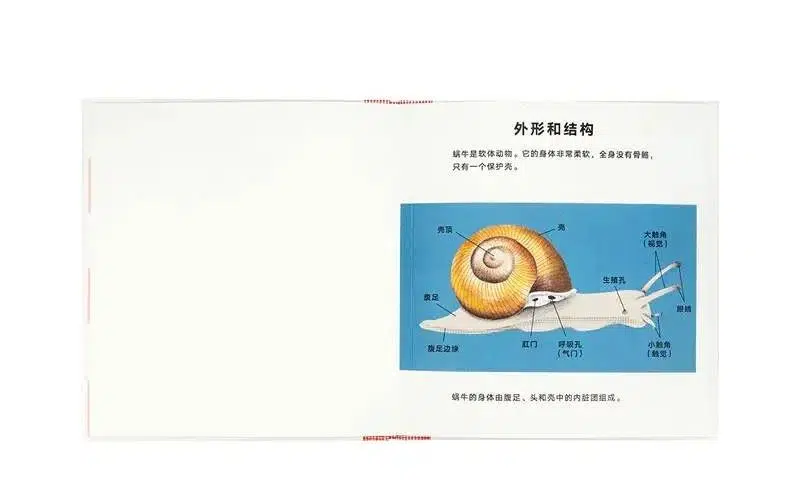 外形和结构
蜗牛是软体动物。它的身体非常柔软，全身没有骨骼，
只有一个保护壳。
壳顶
壳
大触角
（视觉）
生殖孔
腹足
眼睛
腹足边缘
肛门
呼吸孔
（气门）
小触角
（触觉）
蜗牛的身体由腹足、头和壳中的内脏团组成。